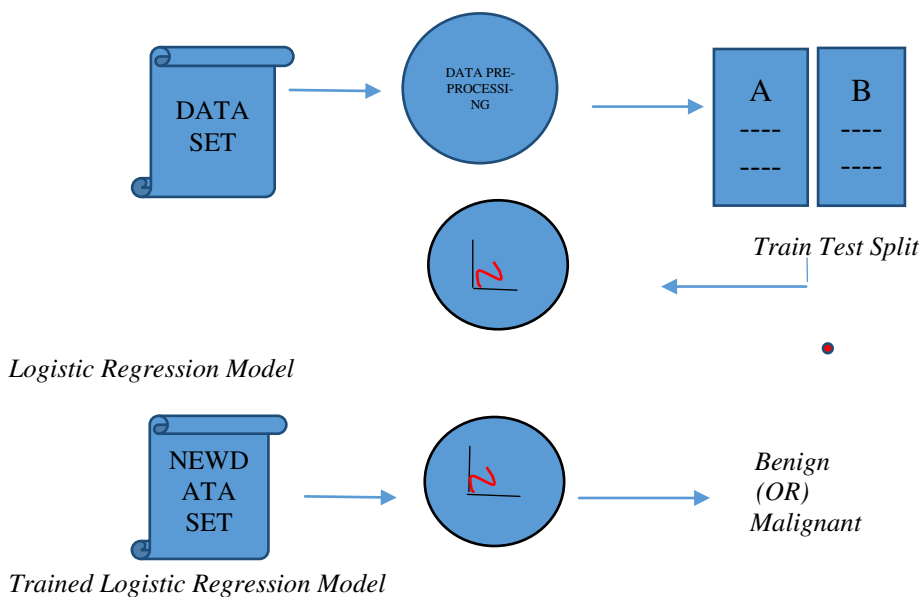 DATA
SET
DATA PRE-
PROCESSI-
NG
A
----
----
B
----
----
Train Test Split
Logistic Regression Model
NEWD
ATA
SET
Benign
(OR)
Malignant
Trained Logistic Regression Model